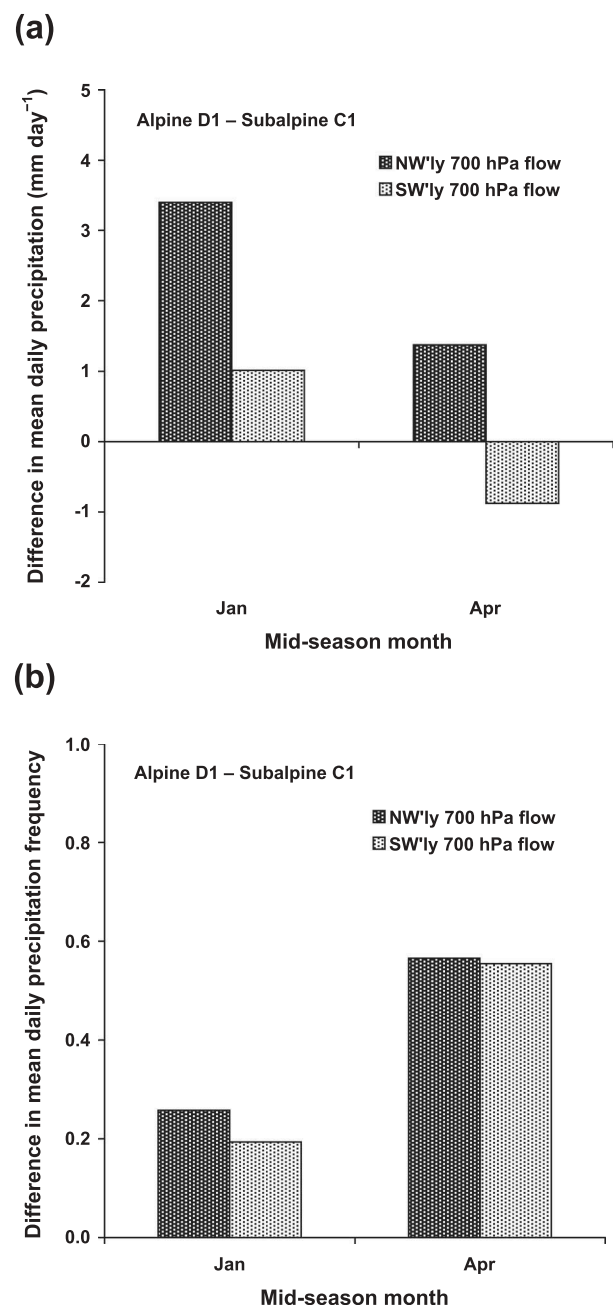 (a)
Difference in mean daily precipitation (mm day⁻¹)
5
4
3
2
1
0
-1
-2
Alpine D1 – Subalpine C1
NW'ly 700 hPa flow
SW'ly 700 hPa flow
Jan
Apr
Mid-season month
(b)
Difference in mean daily precipitation frequency
1.0
0.8
0.6
0.4
0.2
0.0
Alpine D1 – Subalpine C1
NW'ly 700 hPa flow
SW'ly 700 hPa flow
Jan
Apr
Mid-season month